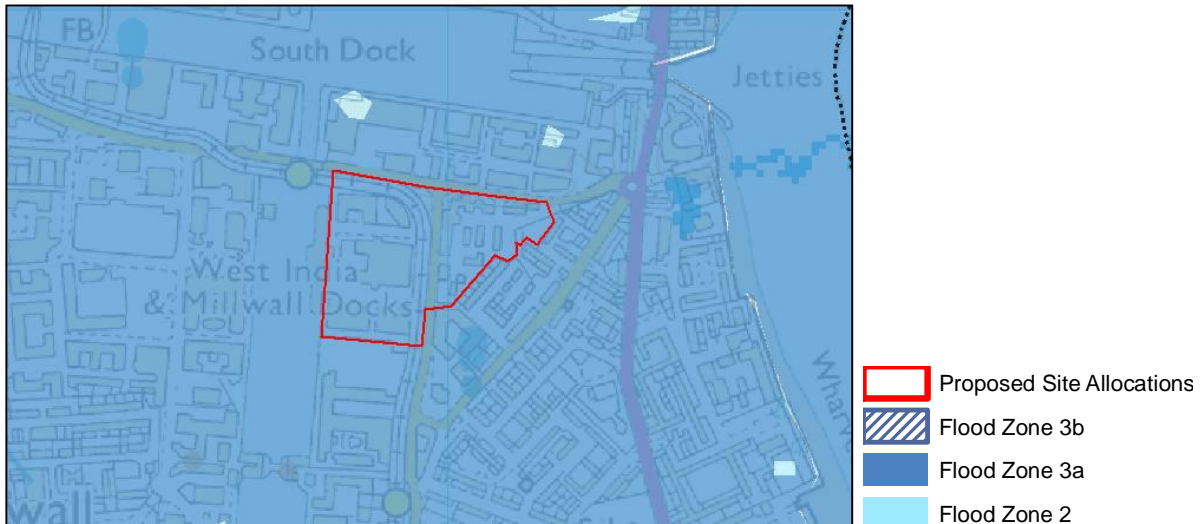 FB
South Dock
Jetties
West India
& Millwall Docks
Wharv
wall
Proposed Site Allocations
Flood Zone 3b
Flood Zone 3a
Flood Zone 2